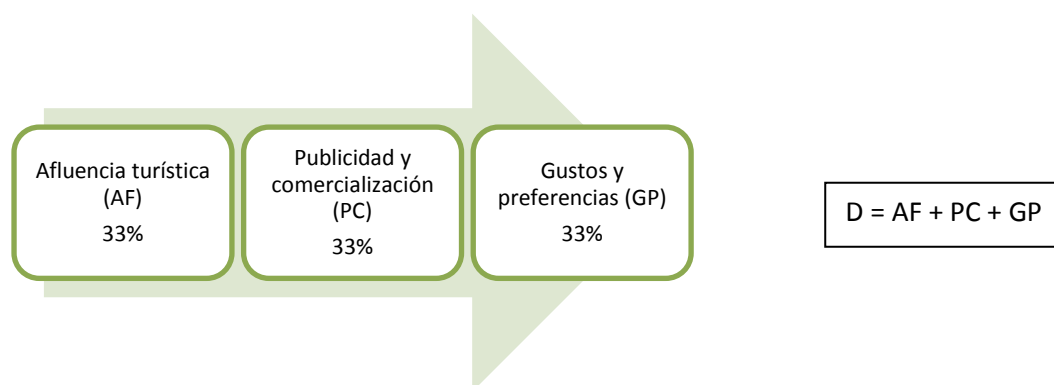 Afluencia turística
(AF)
33%
Publicidad y
comercialización
(PC)
33%
Gustos y
preferencias (GP)
33%
D = AF + PC + GP